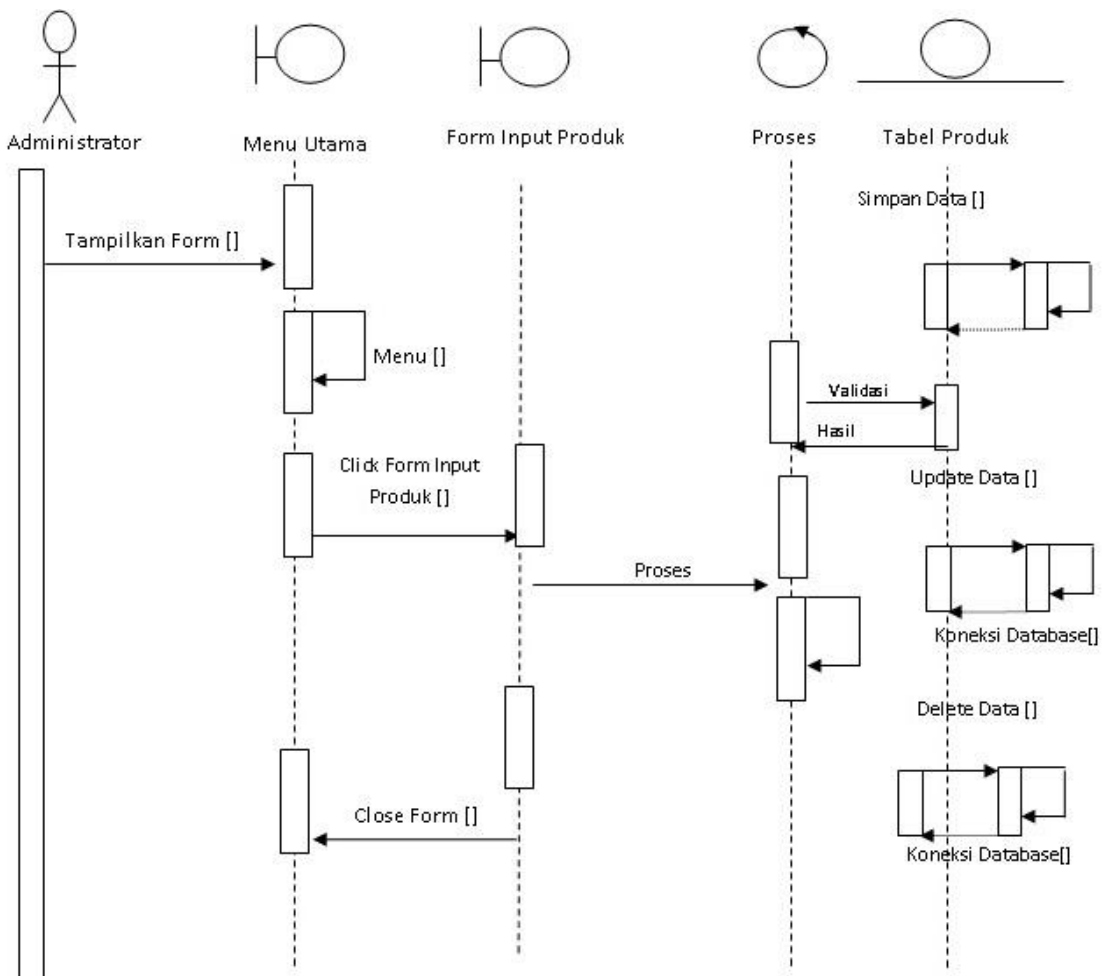 Administrator
Menu Utama
Form Input Produk
Proses
Tabel Produk
Simpan Data []
Tampilkan Form []
Menu []
Validasi
Hasil
Click Form Input
Produk []
Update Data []
Proses
Koneksi Database[]
Delete Data []
Close Form []
Koneksi Database[]